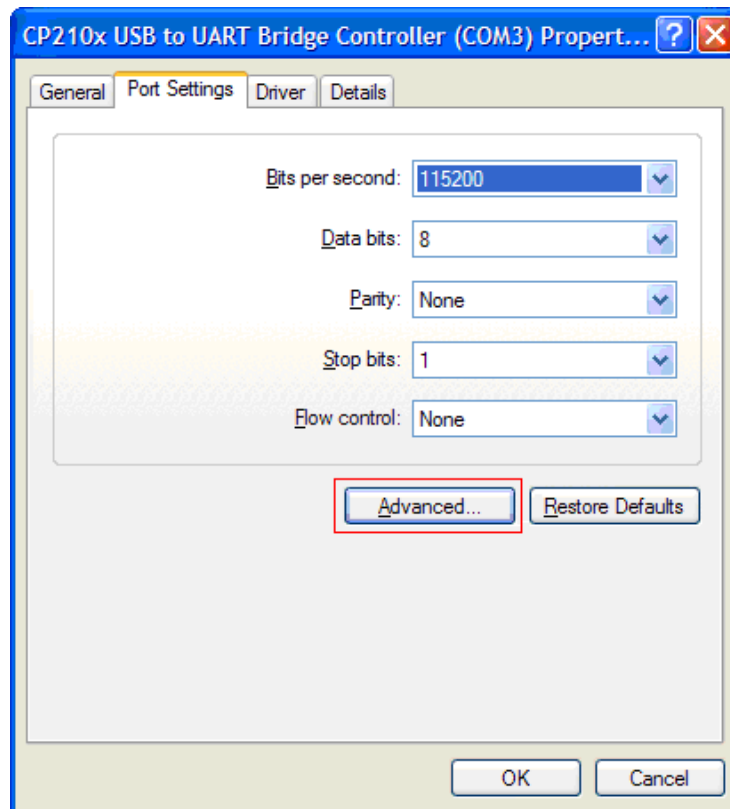 CP210x USB to UART Bridge Controller (COM3) Propert...
General Port Settings Driver Details
Bits per second: 115200
Data bits: 8
Parity: None
Stop bits: 1
Flow control: None
Advanced... Restore Defaults
OK Cancel